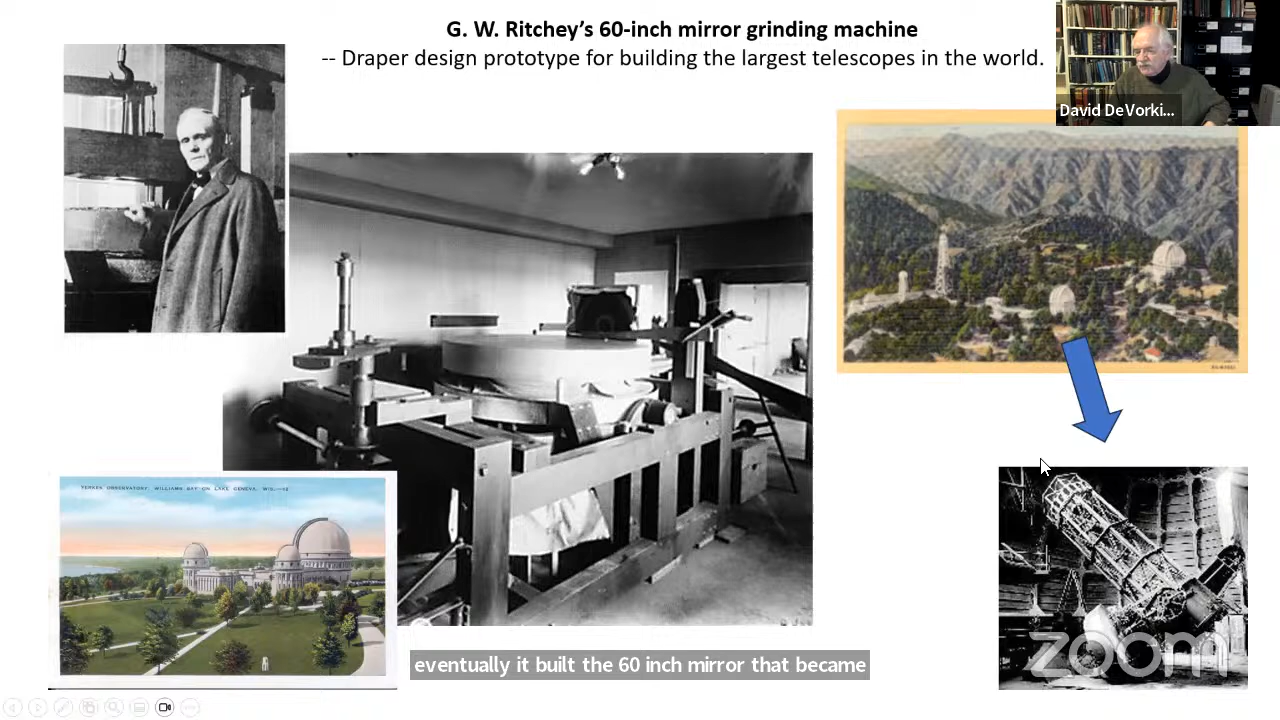 G. W. Ritchey’s 60-inch mirror grinding machine
-- Draper design prototype for building the largest telescopes in the world.
David DeVorki...
YERKES OBSERVATORY, WILLIAMS BAY ON LAKE GENEVA, WIS.
zoom
eventually it built the 60 inch mirror that became